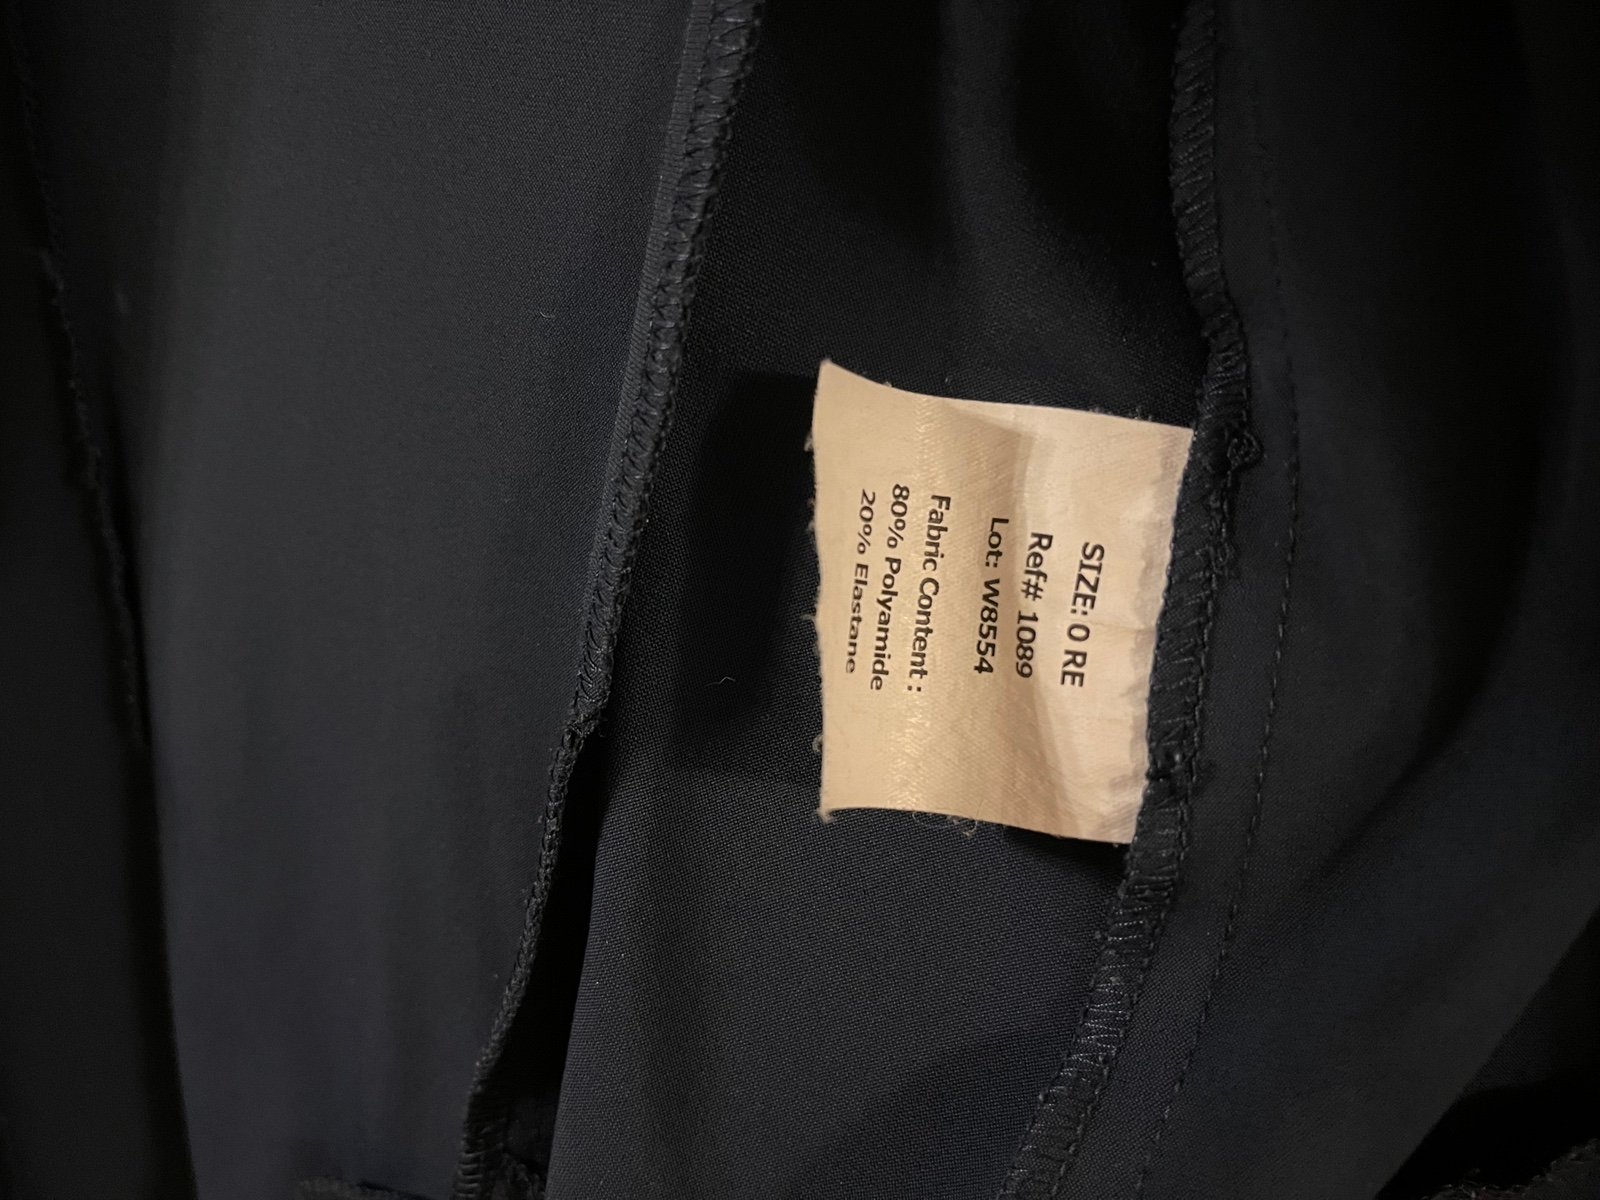 SIZE: 0 RE
Ref# 1089
Lot: W8554
Fabric Content :
80% Polyamide
20% Elastane